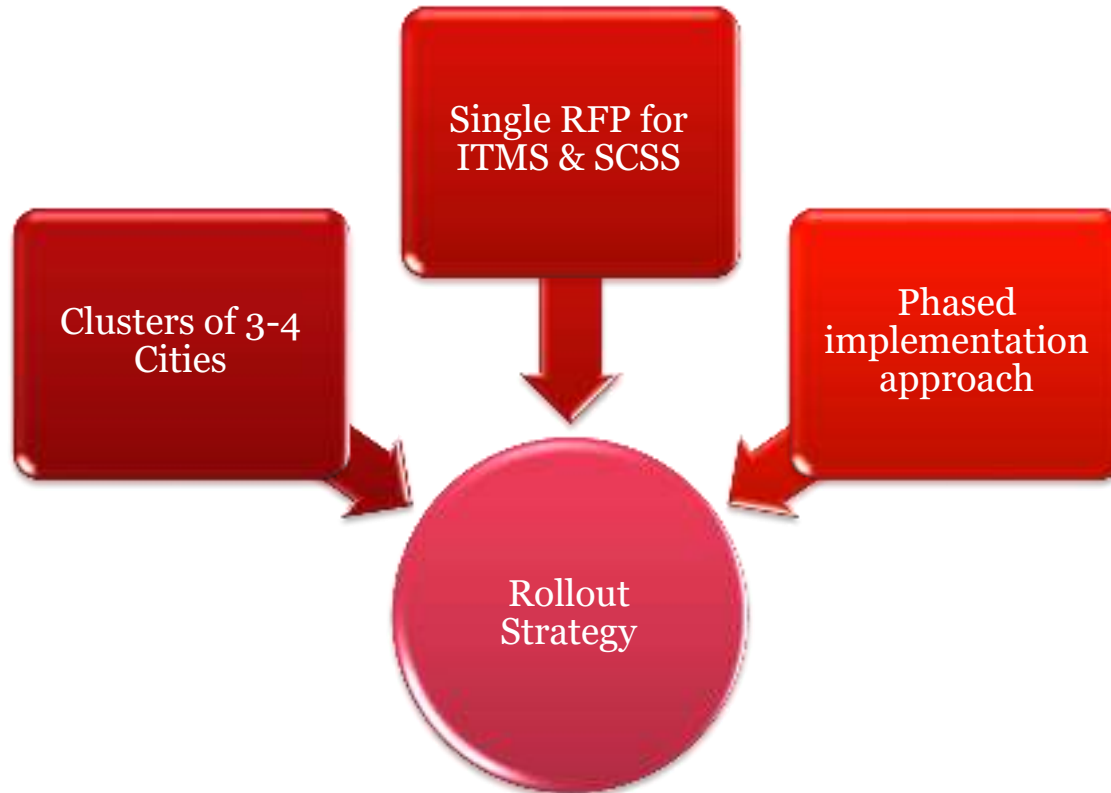 Single RFP for
ITMS & SCSS
Clusters of 3-4
Cities
Phased
implementation
approach
Rollout
Strategy